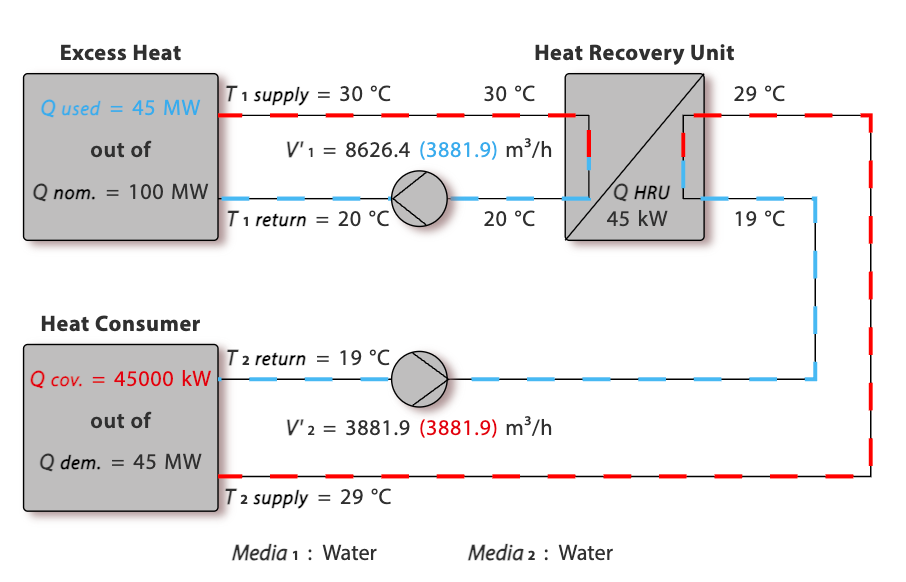 Excess Heat
Heat Recovery Unit
Q used = 45 MW
out of
Q nom. = 100 MW
T 1 supply = 30 °C
30 °C
29 °C
V' 1 = 8626.4 (3881.9) m³/h
Q HRU
45 kW
T 1 return = 20 °C
20 °C
19 °C
Heat Consumer
Q cov. = 45000 kW
out of
Q dem. = 45 MW
T 2 return = 19 °C
V' 2 = 3881.9 (3881.9) m³/h
T 2 supply = 29 °C
Media 1 : Water
Media 2 : Water